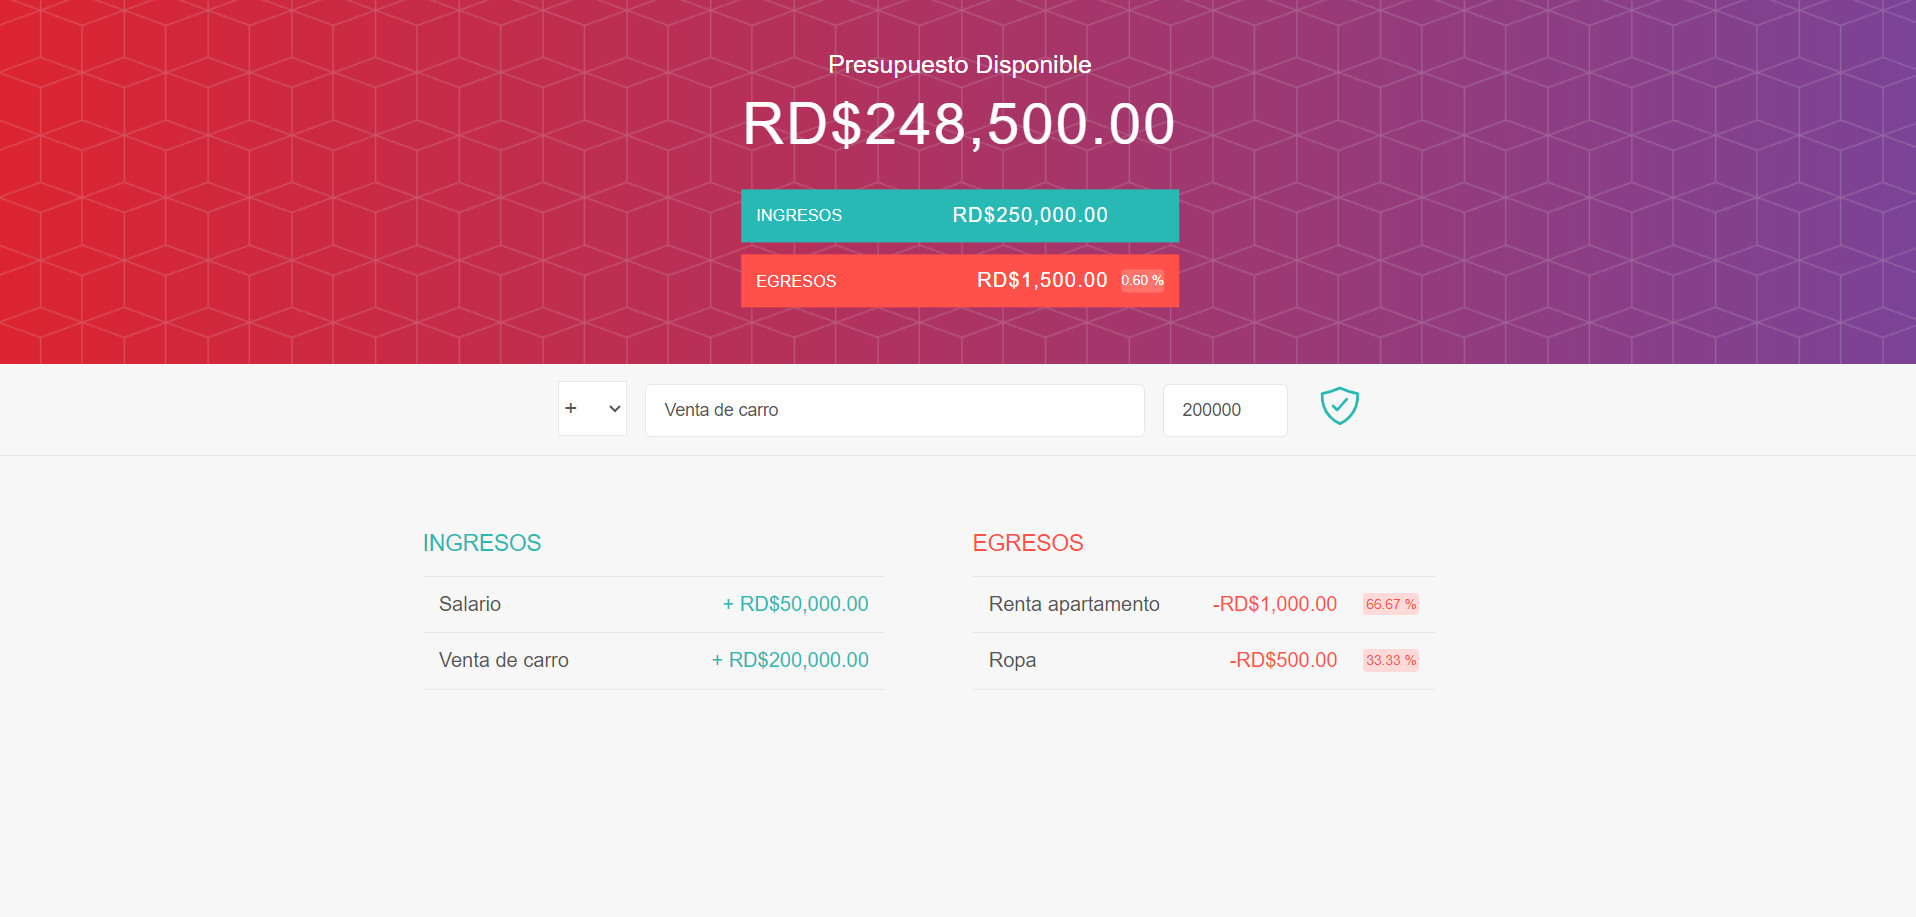 Presupuesto Disponible
RD$248,500.00
INGRESOS RD$250,000.00
EGRESOS RD$1,500.00 0.60 %
+ Venta de carro 200000
INGRESOS
Salario + RD$50,000.00
Venta de carro + RD$200,000.00
EGRESOS
Renta apartamento -RD$1,000.00 66.67 %
Ropa -RD$500.00 33.33 %